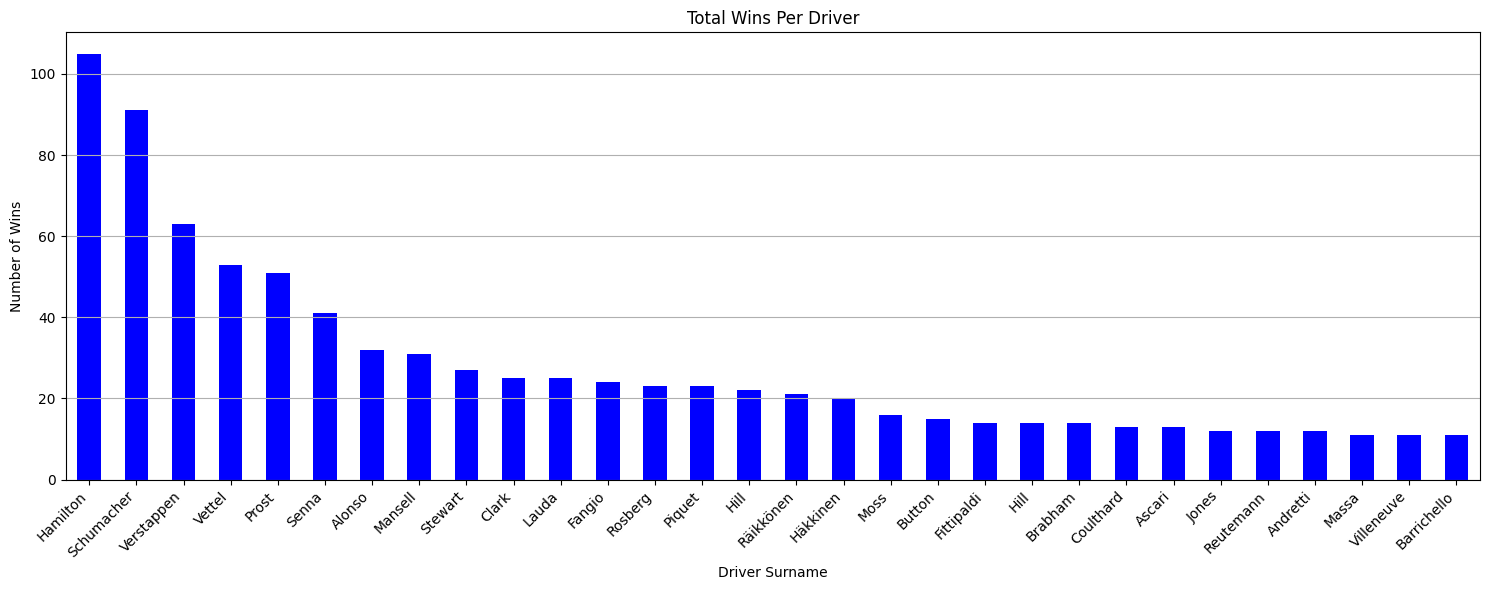 Total Wins Per Driver
Number of Wins
100
80
60
40
20
0
Hamilton
Schumacher
Verstappen
Vettel
Prost
Senna
Alonso
Mansell
Stewart
Clark
Lauda
Fangio
Rosberg
Piquet
Hill
Räikkönen
Häkkinen
Moss
Button
Fittipaldi
Hill
Brabham
Coulthard
Ascari
Jones
Reutemann
Andretti
Massa
Villeneuve
Barrichello
Driver Surname